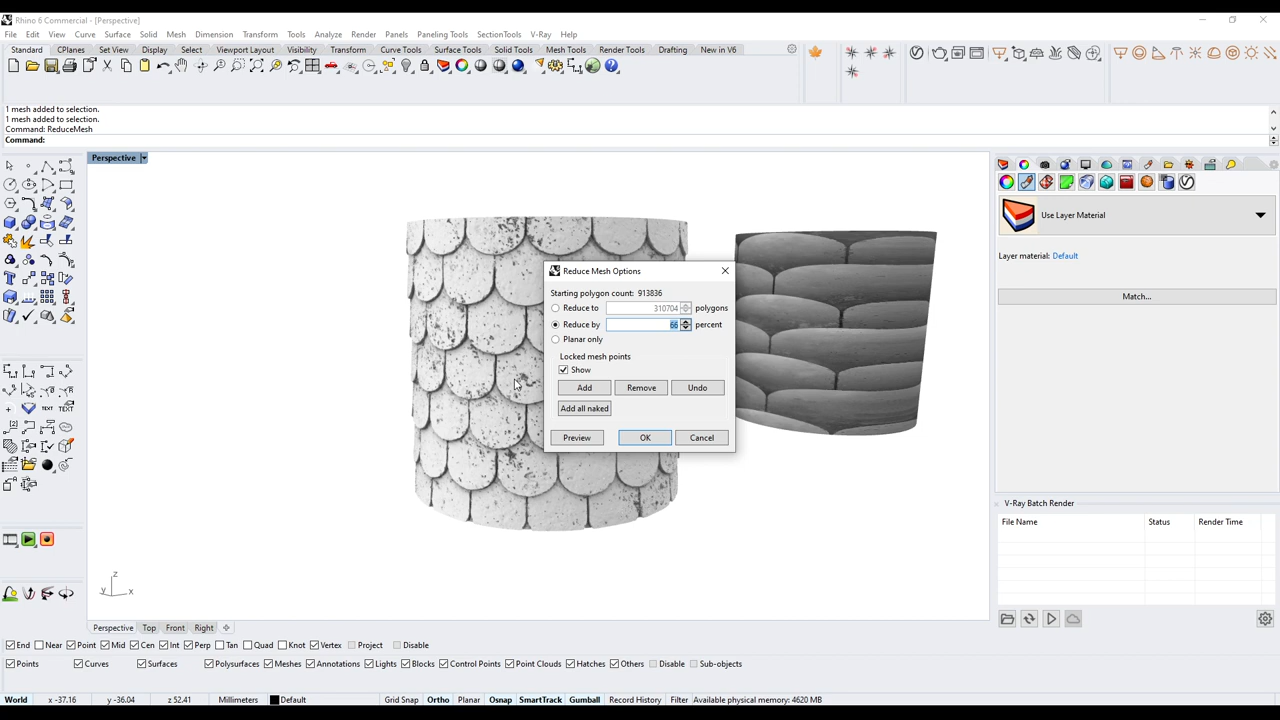 Rhino 6 Commercial - [Perspective]
File Edit View Curve Surface Solid Mesh Dimension Transform Tools Analyze Render Panels Paneling Tools SectionTools V-Ray Help
Standard CPlanes Set View Display Select Viewport Layout Visibility Transform Curve Tools Surface Tools Solid Tools Mesh Tools Render Tools Drafting New in V6
1 mesh added to selection.
1 mesh added to selection.
Command: ReduceMesh
Command:
Perspective
Use Layer Material
Layer material: Default
Match...
Reduce Mesh Options
Starting polygon count: 913836
Reduce to 310704 polygons
Reduce by 66 percent
Planar only
Locked mesh points
Show
Add Remove Undo
Add all naked
Preview OK Cancel
V-Ray Batch Render
File Name Status Render Time
TEXT TEXT
z
y x
Perspective Top Front Right
End Near Point Mid Cen Int Perp Tan Quad Knot Vertex Project Disable
Points Curves Surfaces Polysurfaces Meshes Annotations Lights Blocks Control Points Point Clouds Hatches Others Disable Sub-objects
World x -37.16 y -36.04 z 52.41 Millimeters Default Grid Snap Ortho Planar Osnap SmartTrack Gumball Record History Filter Available physical memory: 4620 MB